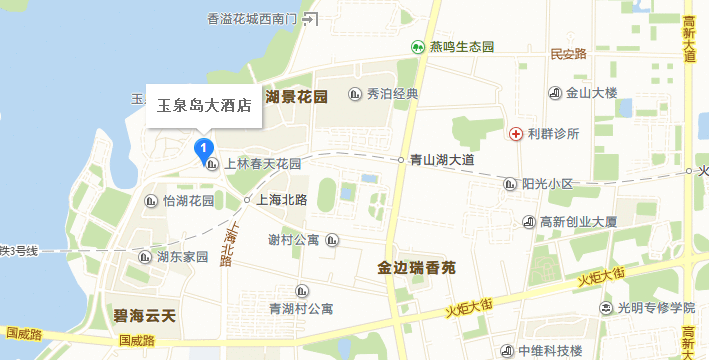 香溢花城西南门
燕鸣生态园
高新大道
民安路
湖景花园
秀泊经典
金山大楼
玉
玉泉岛大酒店
利群诊所
1
上林春天花园
青山湖大道
火
阳光小区
怡湖花园
上海北路
高新创业大厦
谢村公寓
上海北路
铁3号线
湖东家园
金边瑞香苑
火炬大街
青湖村公寓
火炬大街
光明专修学院
碧海云天
国威路
国威路
高新大道
中维科技楼